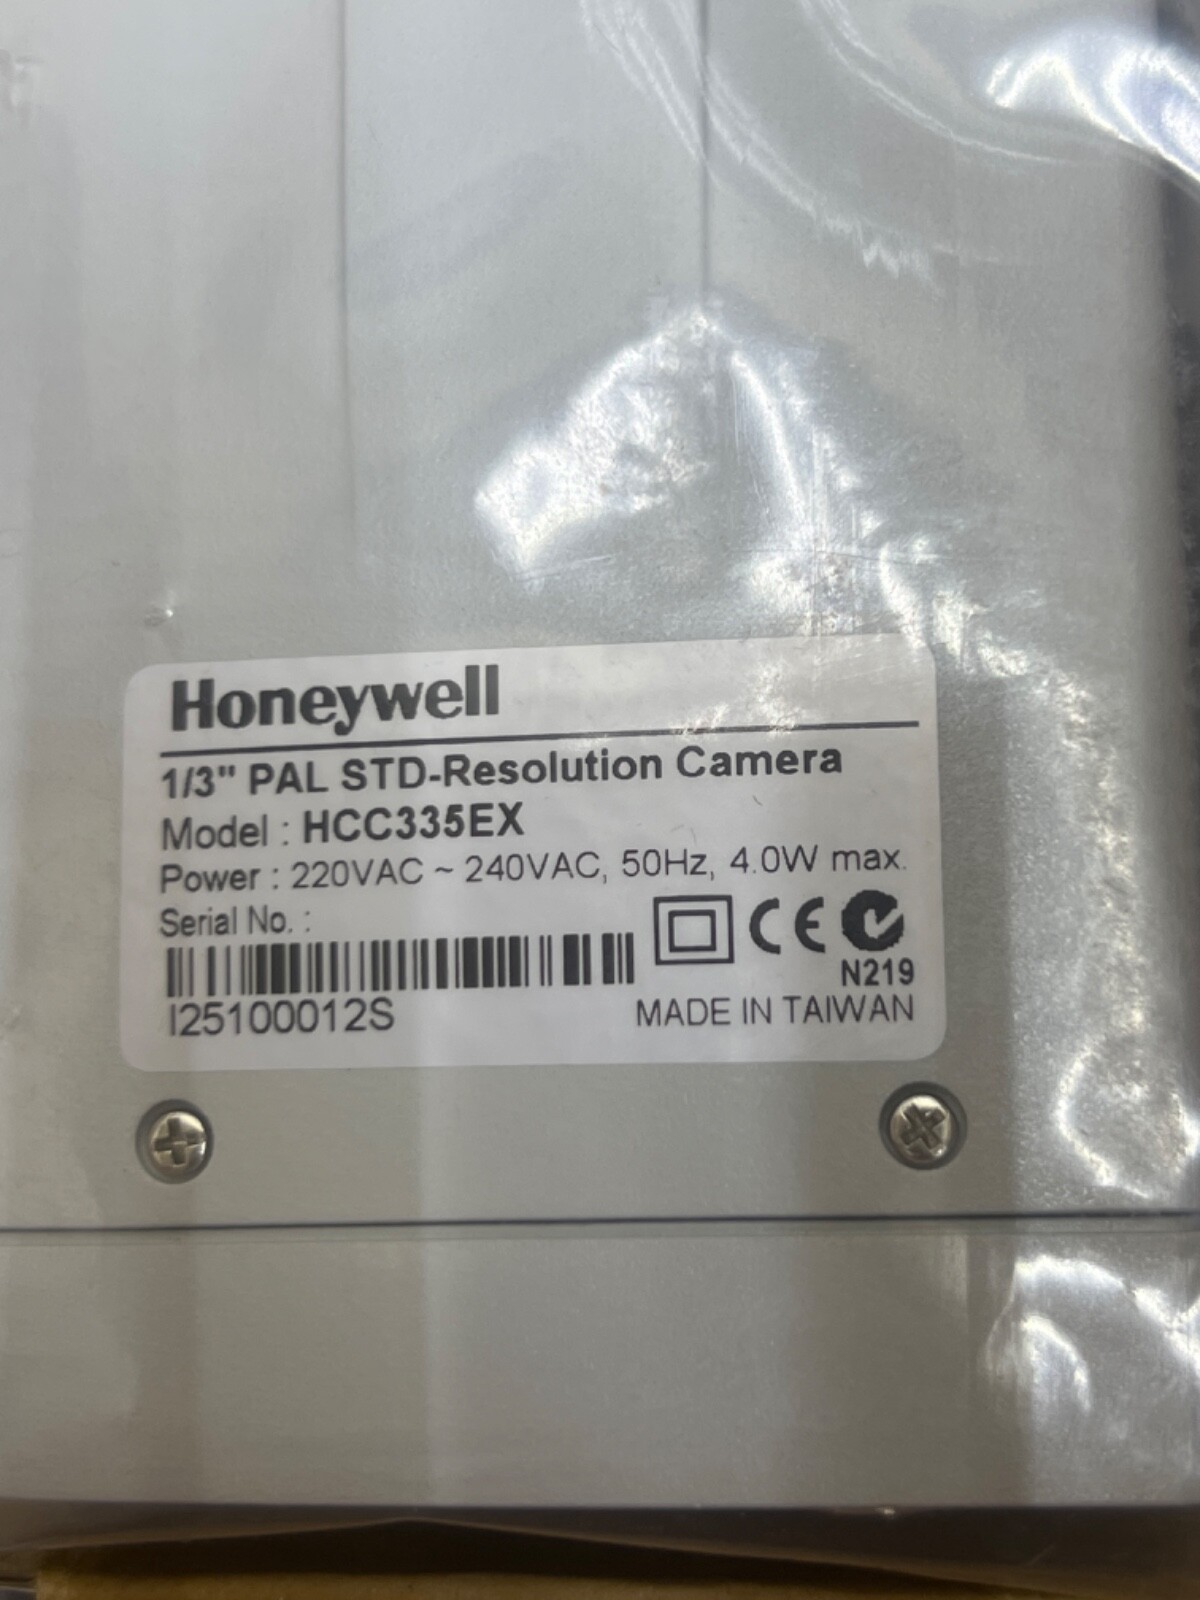 Honeywell
1/3" PAL STD-Resolution Camera
Model : HCC335EX
Power : 220VAC ~ 240VAC, 50Hz, 4.0W max.
Serial No. :
CE
N219
I25100012S
MADE IN TAIWAN